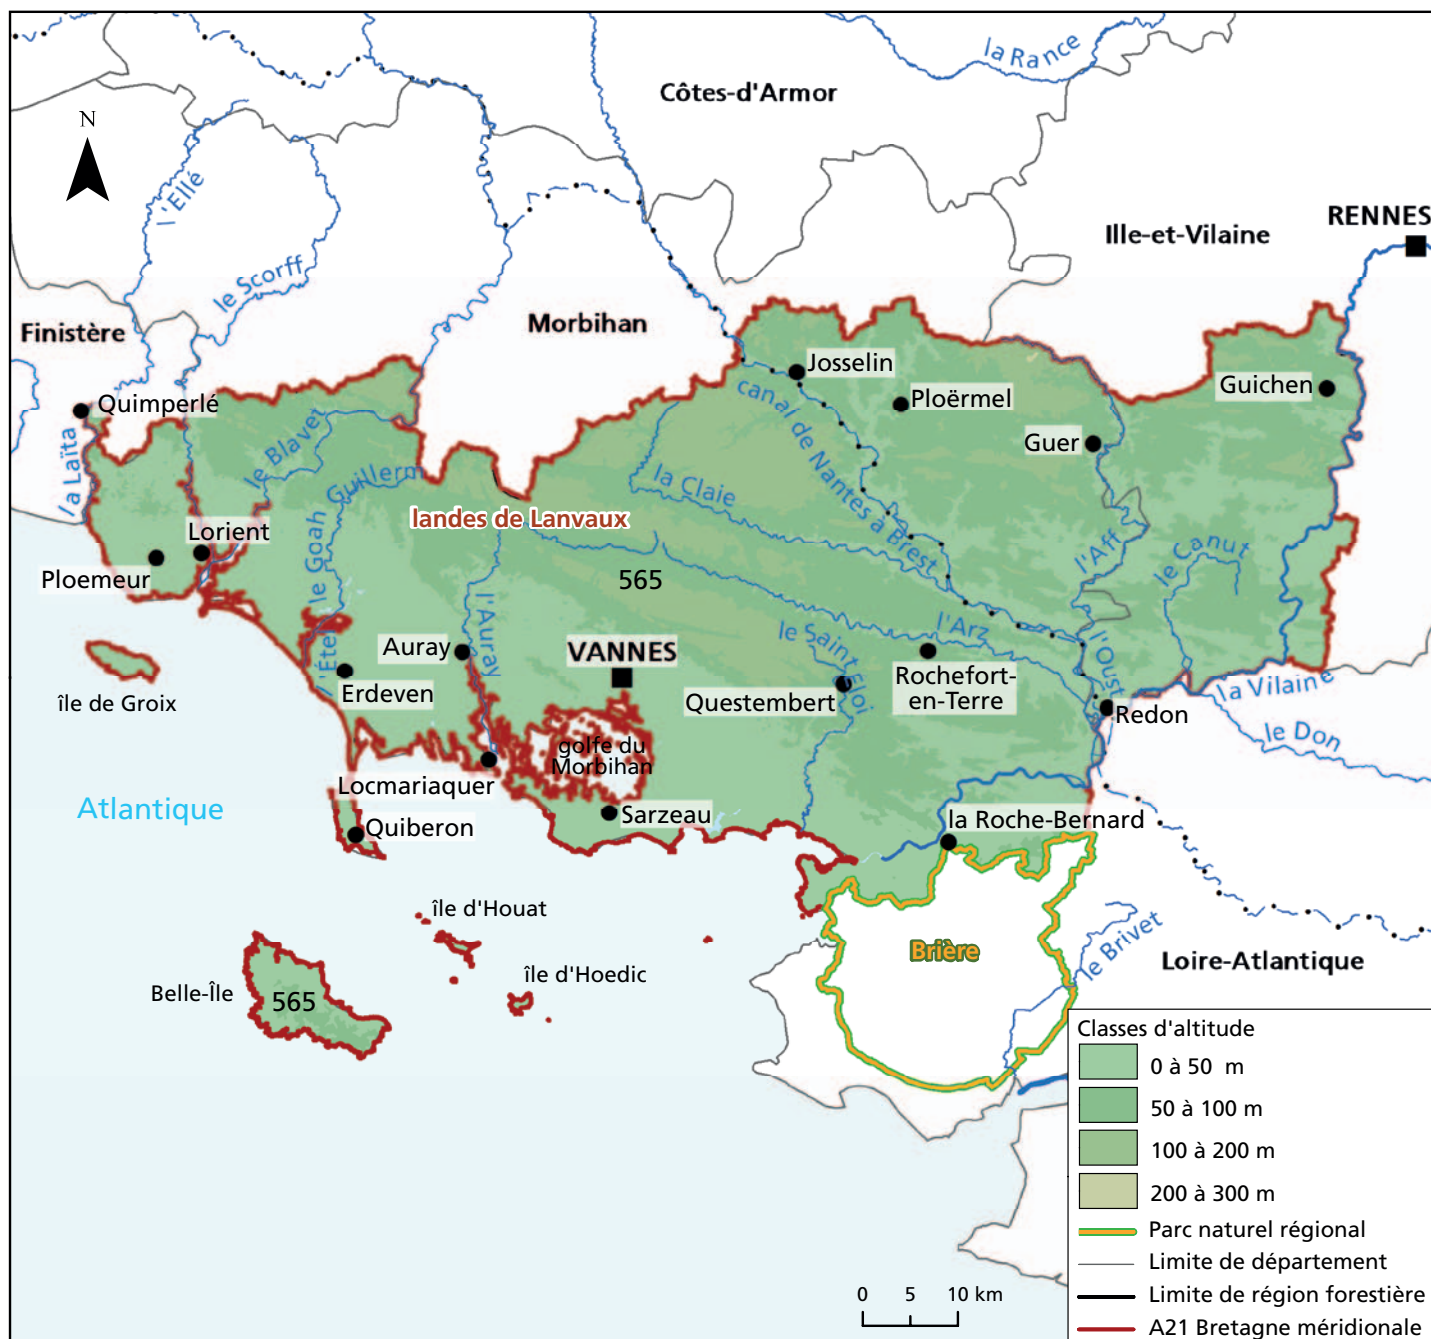 la Rance
Côtes-d'Armor
N
l'Ellé
RENNES
Ille-et-Vilaine
le Scorff
Finistère
Morbihan
Josselin
Quimperlé
Ploërmel
Guichen
canal de Nantes à Brest
Guer
le Blavet
la Laïta
Guillerm
la Claie
landes de Lanvaux
Lorient
l'Aff
le Canut
Ploemeur
le Goah
565
l'Auray
l'Arz
le Saint Eloi
l'Étel
Auray
VANNES
l'Oust
Erdeven
Questembert
Rochefort-
en-Terre
la Vilaine
île de Groix
Redon
le Don
golfe du
Morbihan
Locmariaquer
Atlantique
Sarzeau
Quiberon
la Roche-Bernard
île d'Houat
Brière
le Brivet
Loire-Atlantique
île d'Hoedic
Belle-Île
565
Classes d'altitude
0 à 50 m
50 à 100 m
100 à 200 m
200 à 300 m
Parc naturel régional
Limite de département
Limite de région forestière
A21 Bretagne méridionale
0 5 10 km